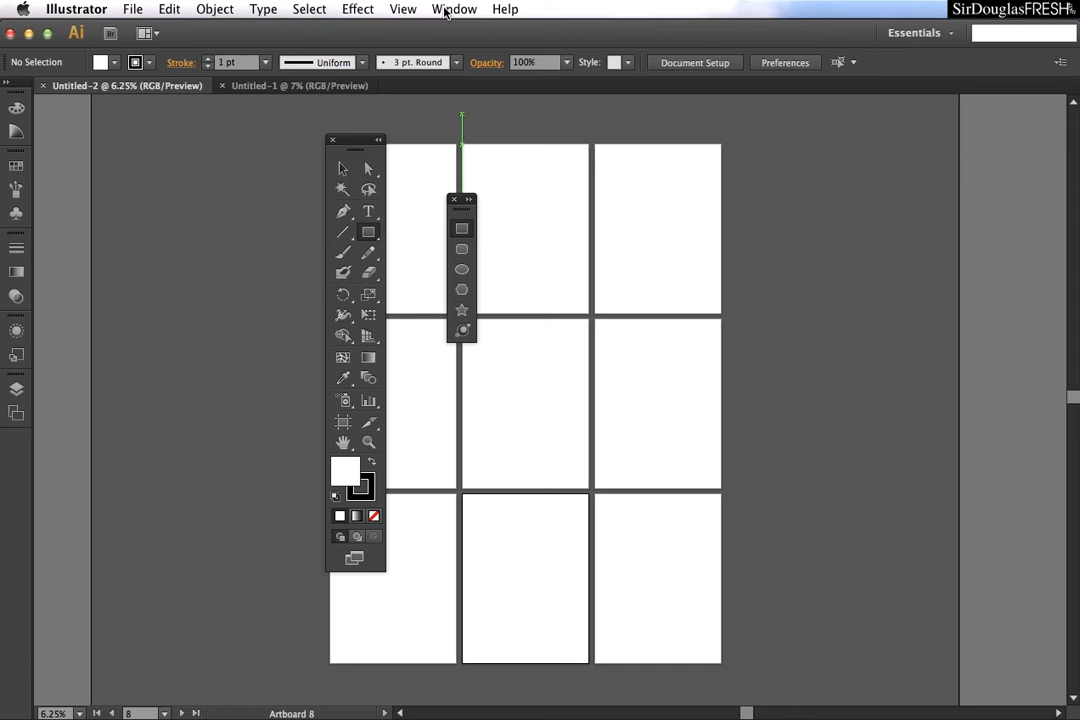 Illustrator File Edit Object Type Select Effect View Window Help SirDouglasFRESH
Ai Br Essentials
No Selection Stroke: 1 pt Uniform 3 pt. Round Opacity: 100% Style: Document Setup Preferences
× Untitled-2 @ 6.25% (RGB/Preview) × Untitled-1 @ 7% (RGB/Preview)
T
6.25% 8 Artboard 8